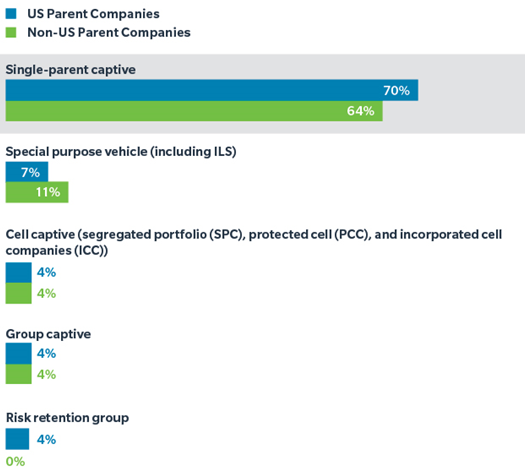 US Parent Companies
Non-US Parent Companies
Single-parent captive
70%
64%
Special purpose vehicle (including ILS)
7%
11%
Cell captive (segregated portfolio (SPC), protected cell (PCC), and incorporated cell
companies (ICC))
4%
4%
Group captive
4%
4%
Risk retention group
4%
0%